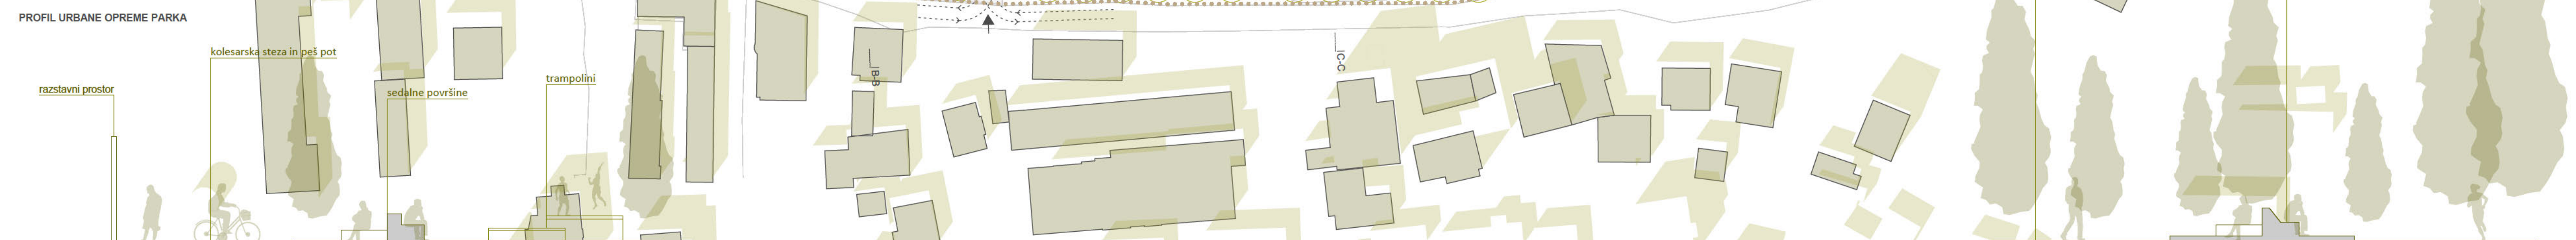 PROFIL URBANE OPREME PARKA
kolesarska steza in peš pot
razstavni prostor
sedalne površine
trampolini
B-B
C-C